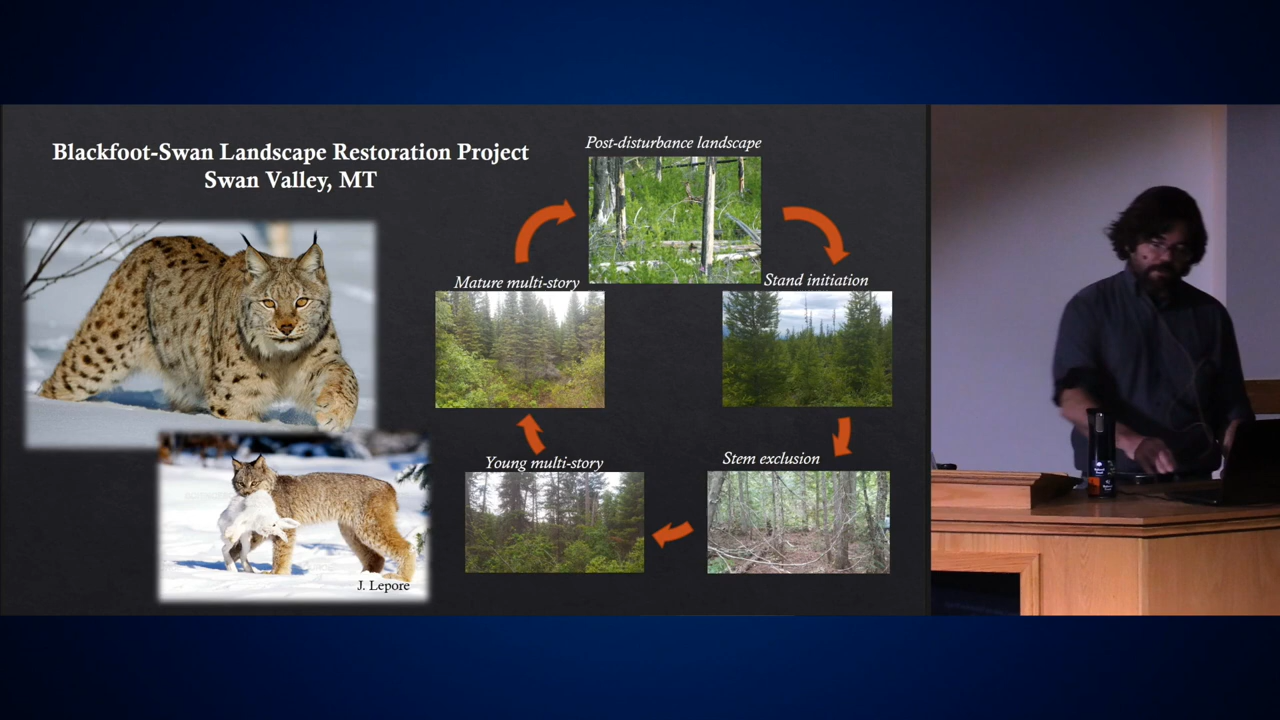 Blackfoot-Swan Landscape Restoration Project
Swan Valley, MT
Post-disturbance landscape
Mature multi-story
Stand initiation
Young multi-story
Stem exclusion
J. Lepore